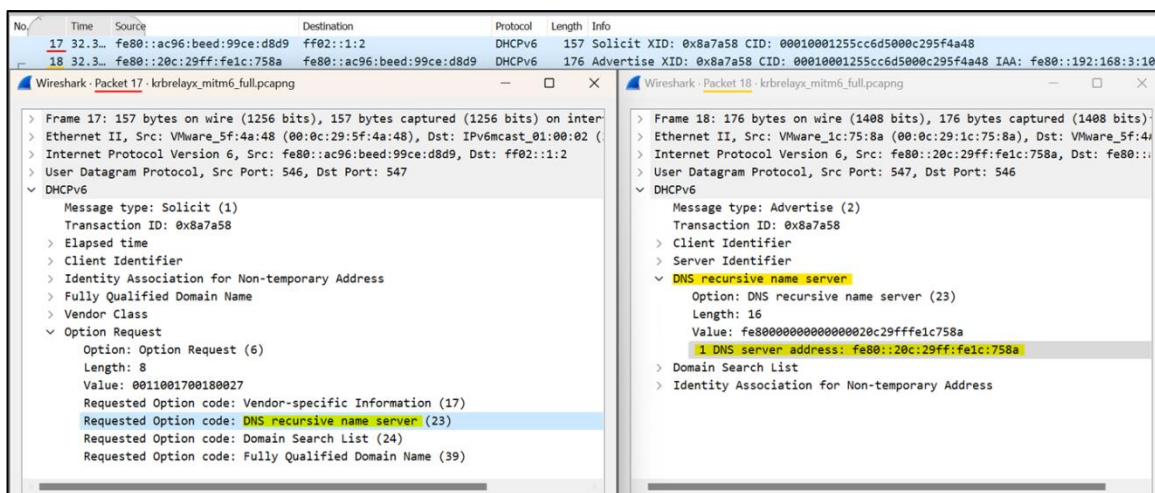 No. Time Source Destination Protocol Length Info
17 32.3… fe80::ac96:beed:99ce:d8d9 ff02::1:2 DHCPv6 157 Solicit XID: 0x8a7a58 CID: 00010001255cc6d5000c295f4a48
18 32.3… fe80::20c:29ff:fe1c:758a fe80::ac96:beed:99ce:d8d9 DHCPv6 176 Advertise XID: 0x8a7a58 CID: 00010001255cc6d5000c295f4a48 IAA: fe80::192:168:3:10
Wireshark · Packet 17 · krbrelayx_mitm6_full.pcapng
> Frame 17: 157 bytes on wire (1256 bits), 157 bytes captured (1256 bits) on inter
> Ethernet II, Src: VMware_5f:4a:48 (00:0c:29:5f:4a:48), Dst: IPv6mcast_01:00:02 (
> Internet Protocol Version 6, Src: fe80::ac96:beed:99ce:d8d9, Dst: ff02::1:2
> User Datagram Protocol, Src Port: 546, Dst Port: 547
DHCPv6
Message type: Solicit (1)
Transaction ID: 0x8a7a58
> Elapsed time
> Client Identifier
> Identity Association for Non-temporary Address
> Fully Qualified Domain Name
> Vendor Class
Option Request
Option: Option Request (6)
Length: 8
Value: 0011001700180027
Requested Option code: Vendor-specific Information (17)
Requested Option code: DNS recursive name server (23)
Requested Option code: Domain Search List (24)
Requested Option code: Fully Qualified Domain Name (39)
Wireshark · Packet 18 · krbrelayx_mitm6_full.pcapng
> Frame 18: 176 bytes on wire (1408 bits), 176 bytes captured (1408 bits)
> Ethernet II, Src: VMware_1c:75:8a (00:0c:29:1c:75:8a), Dst: VMware_5f:4
> Internet Protocol Version 6, Src: fe80::20c:29ff:fe1c:758a, Dst: fe80::
> User Datagram Protocol, Src Port: 547, Dst Port: 546
DHCPv6
Message type: Advertise (2)
Transaction ID: 0x8a7a58
> Client Identifier
> Server Identifier
DNS recursive name server
Option: DNS recursive name server (23)
Length: 16
Value: fe80000000000000020c29fffe1c758a
1 DNS server address: fe80::20c:29ff:fe1c:758a
> Domain Search List
> Identity Association for Non-temporary Address